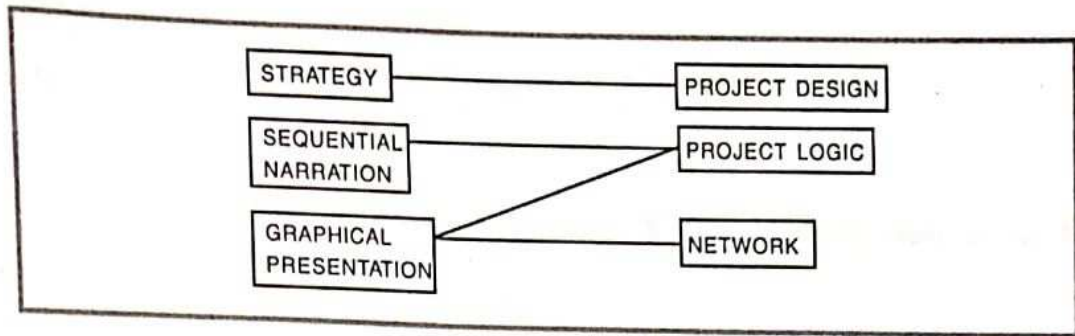 STRATEGY
PROJECT DESIGN
SEQUENTIAL
NARRATION
PROJECT LOGIC
GRAPHICAL
PRESENTATION
NETWORK